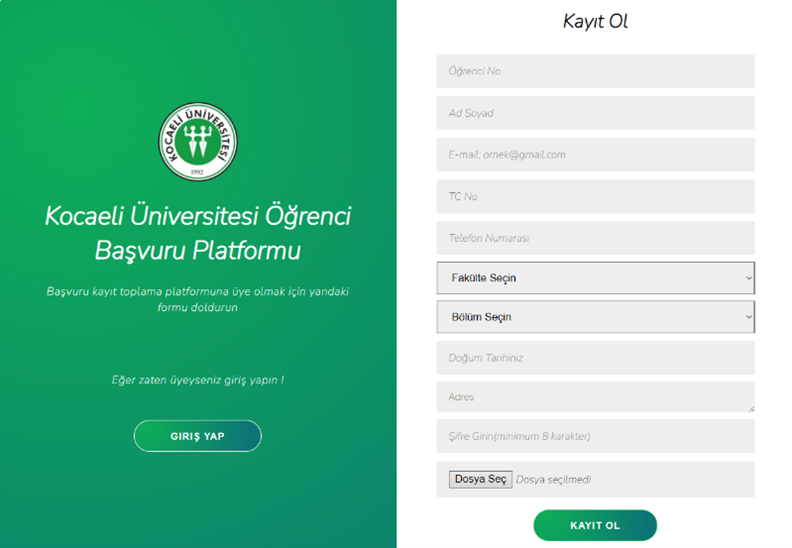 KOCAELİ ÜNİVERSİTESİ
1992
Kocaeli Üniversitesi Öğrenci
Başvuru Platformu
Başvuru kayıt toplama platformuna üye olmak için yandaki
formu doldurun
Eğer zaten üyeyseniz giriş yapın !
GIRIŞ YAP
Kayıt Ol
Öğrenci No
Ad Soyad
E-mail: ornek@gmail.com
TC No
Telefon Numarası
Fakülte Seçin
Bölüm Seçin
Doğum Tarihiniz
Adres
Şifre Girin(minimum 8 karakter)
Dosya Seç Dosya seçilmedi
KAYIT OL